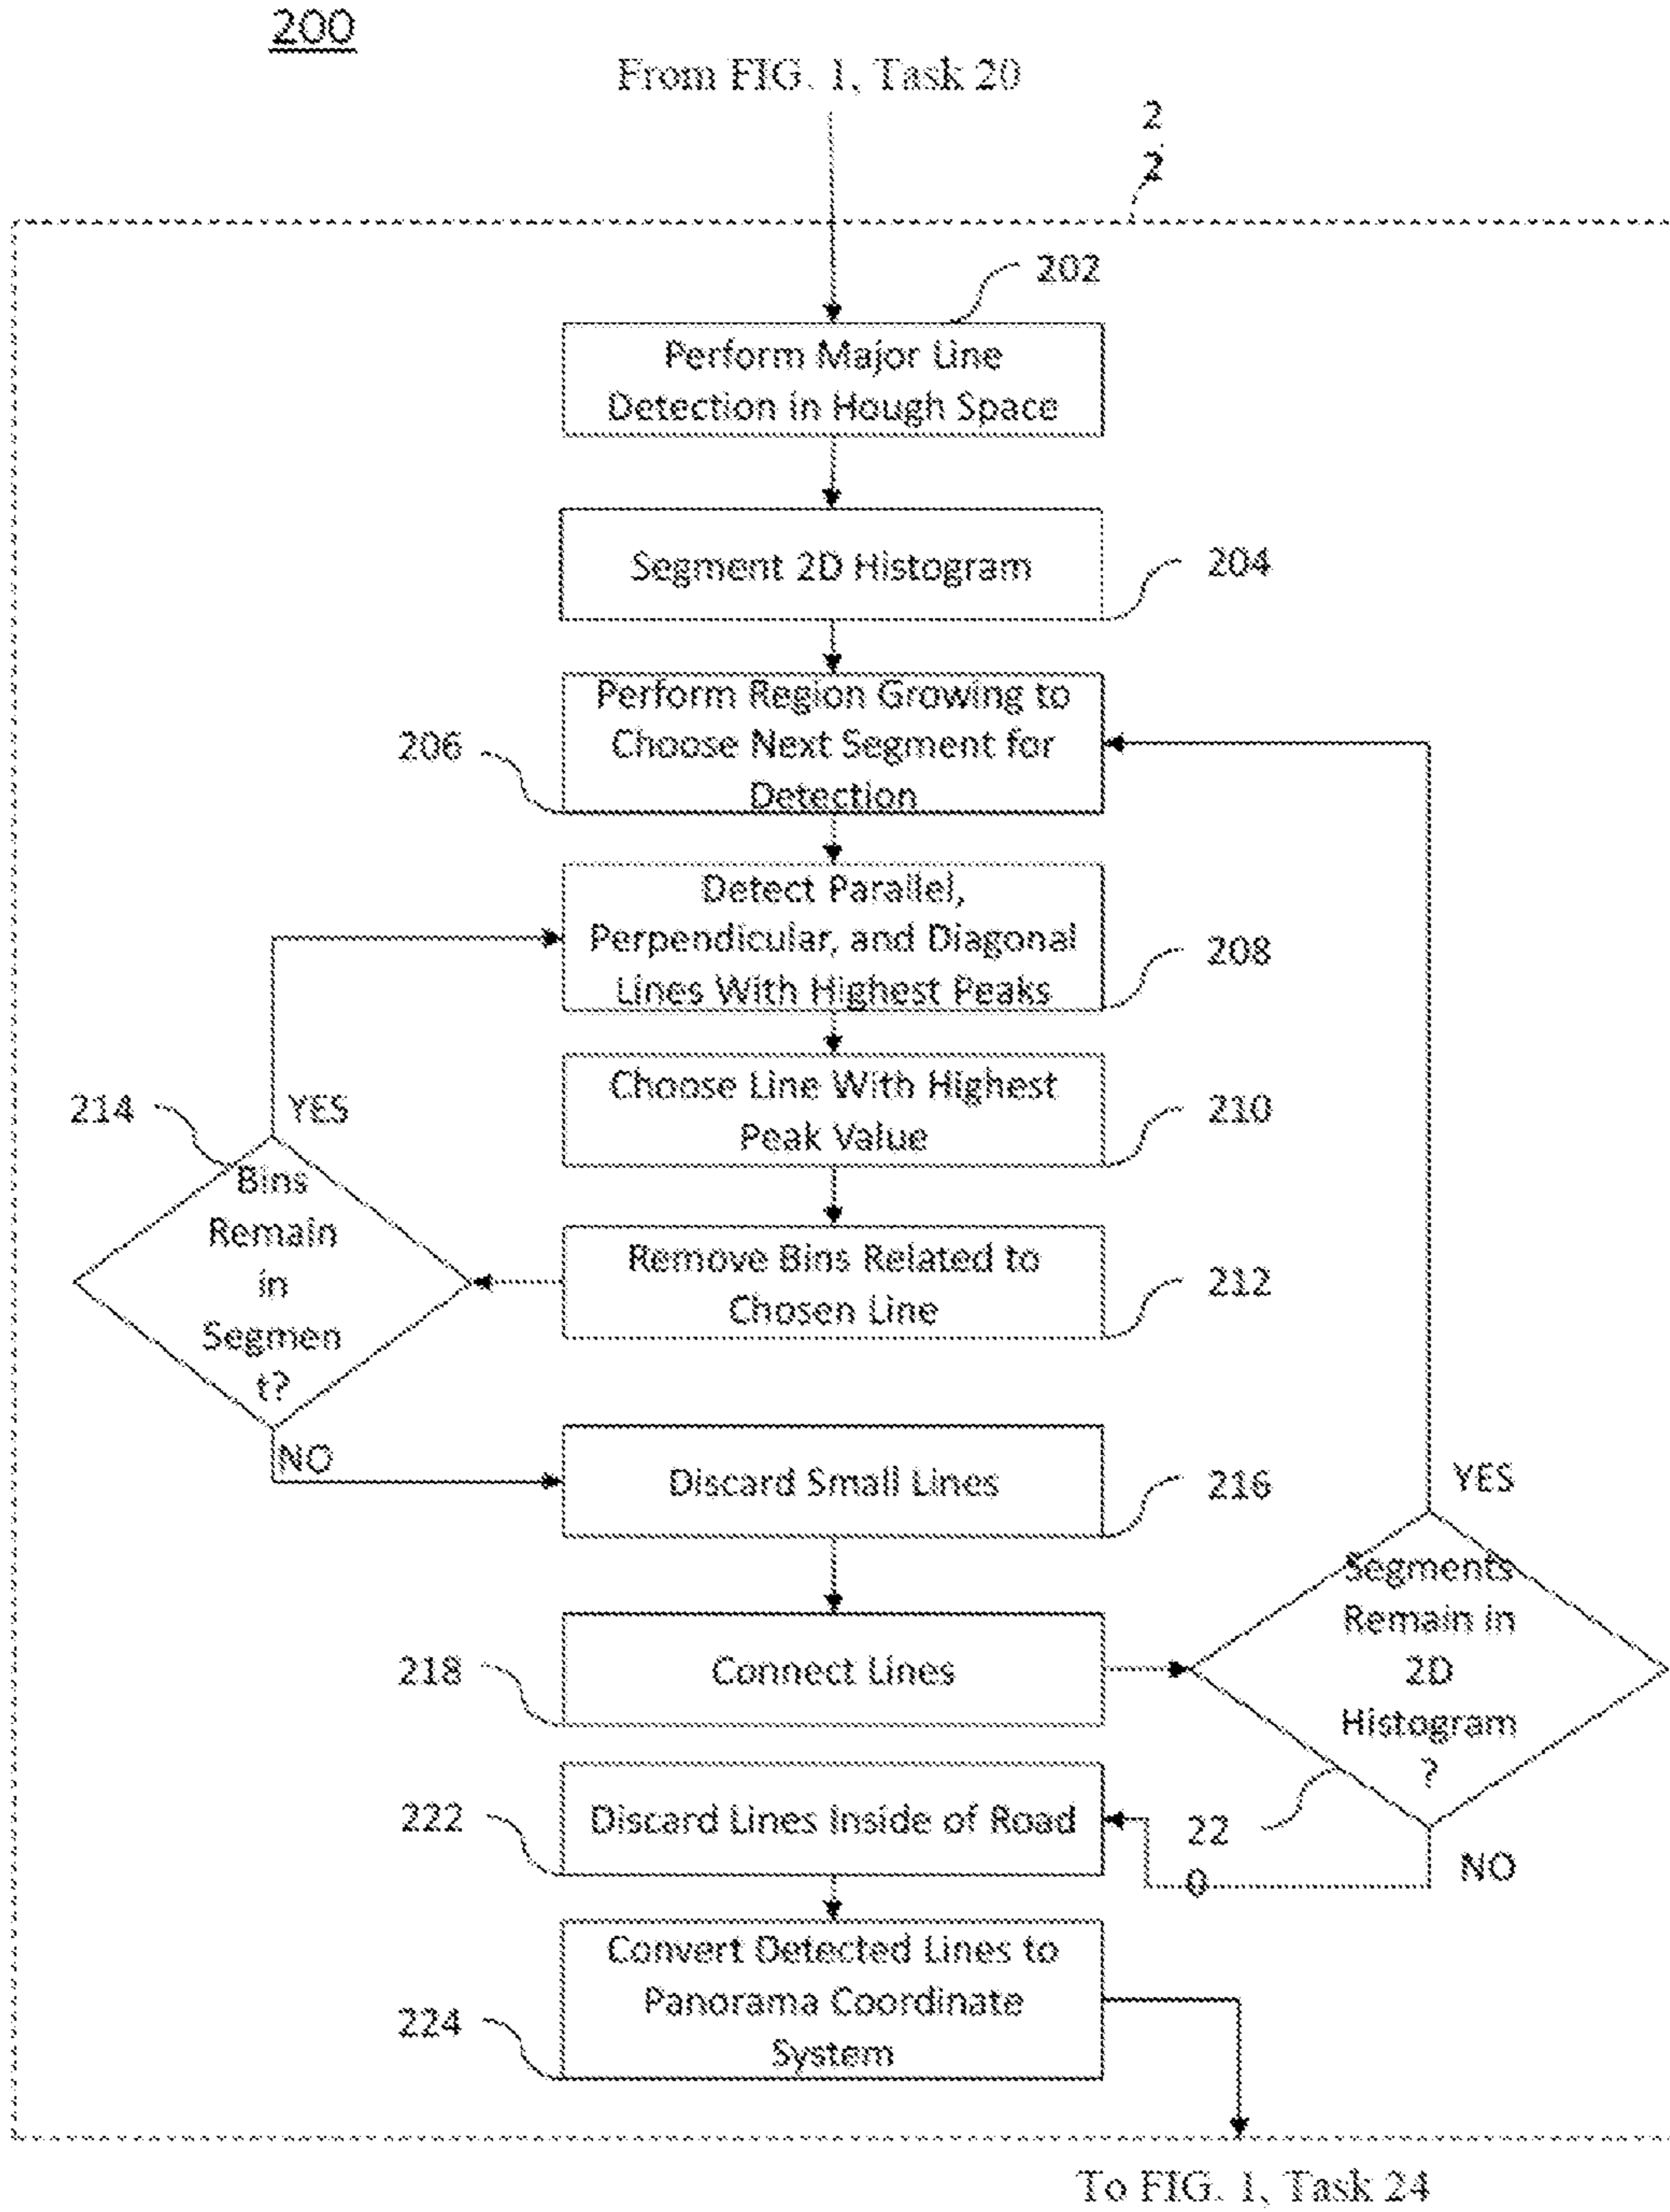 200
From FIG. 1, Task 20
2
2
202
Perform Major Line
Detection in Hough Space
Segment 2D Histogram
204
Perform Region Growing to
Choose Next Segment for
Detection
206
Detect Parallel,
Perpendicular, and Diagonal
Lines With Highest Peaks
208
Choose Line With Highest
Peak Value
210
214
YES
Bins
Remain
in
Segmen
t?
NO
Remove Bins Related to
Chosen Line
212
Discard Small Lines
216
YES
Segments
Remain in
2D
Histogram
?
218
Connect Lines
222
Discard Lines Inside of Road
22
0
NO
Convert Detected Lines to
Panorama Coordinate
System
224
To FIG. 1, Task 24